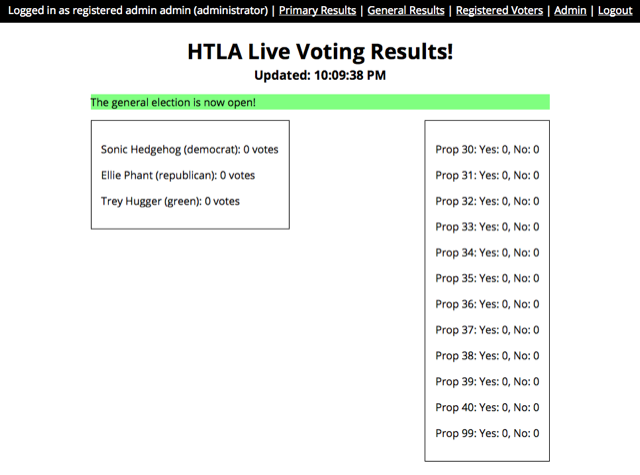 Logged in as registered admin admin (administrator) | Primary Results | General Results | Registered Voters | Admin | Logout
HTLA Live Voting Results!
Updated: 10:09:38 PM
The general election is now open!
Sonic Hedgehog (democrat): 0 votes
Ellie Phant (republican): 0 votes
Trey Hugger (green): 0 votes
Prop 30: Yes: 0, No: 0
Prop 31: Yes: 0, No: 0
Prop 32: Yes: 0, No: 0
Prop 33: Yes: 0, No: 0
Prop 34: Yes: 0, No: 0
Prop 35: Yes: 0, No: 0
Prop 36: Yes: 0, No: 0
Prop 37: Yes: 0, No: 0
Prop 38: Yes: 0, No: 0
Prop 39: Yes: 0, No: 0
Prop 40: Yes: 0, No: 0
Prop 99: Yes: 0, No: 0